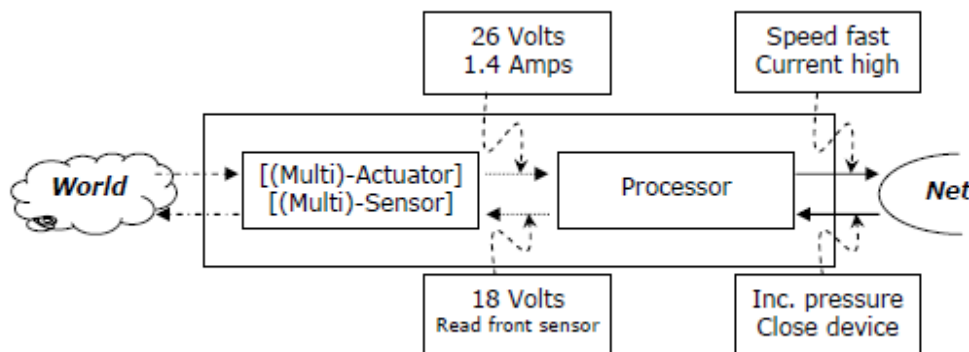 26 Volts
1.4 Amps
Speed fast
Current high
World
[(Multi)-Actuator]
[(Multi)-Sensor]
Processor
Net
18 Volts
Read front sensor
Inc. pressure
Close device